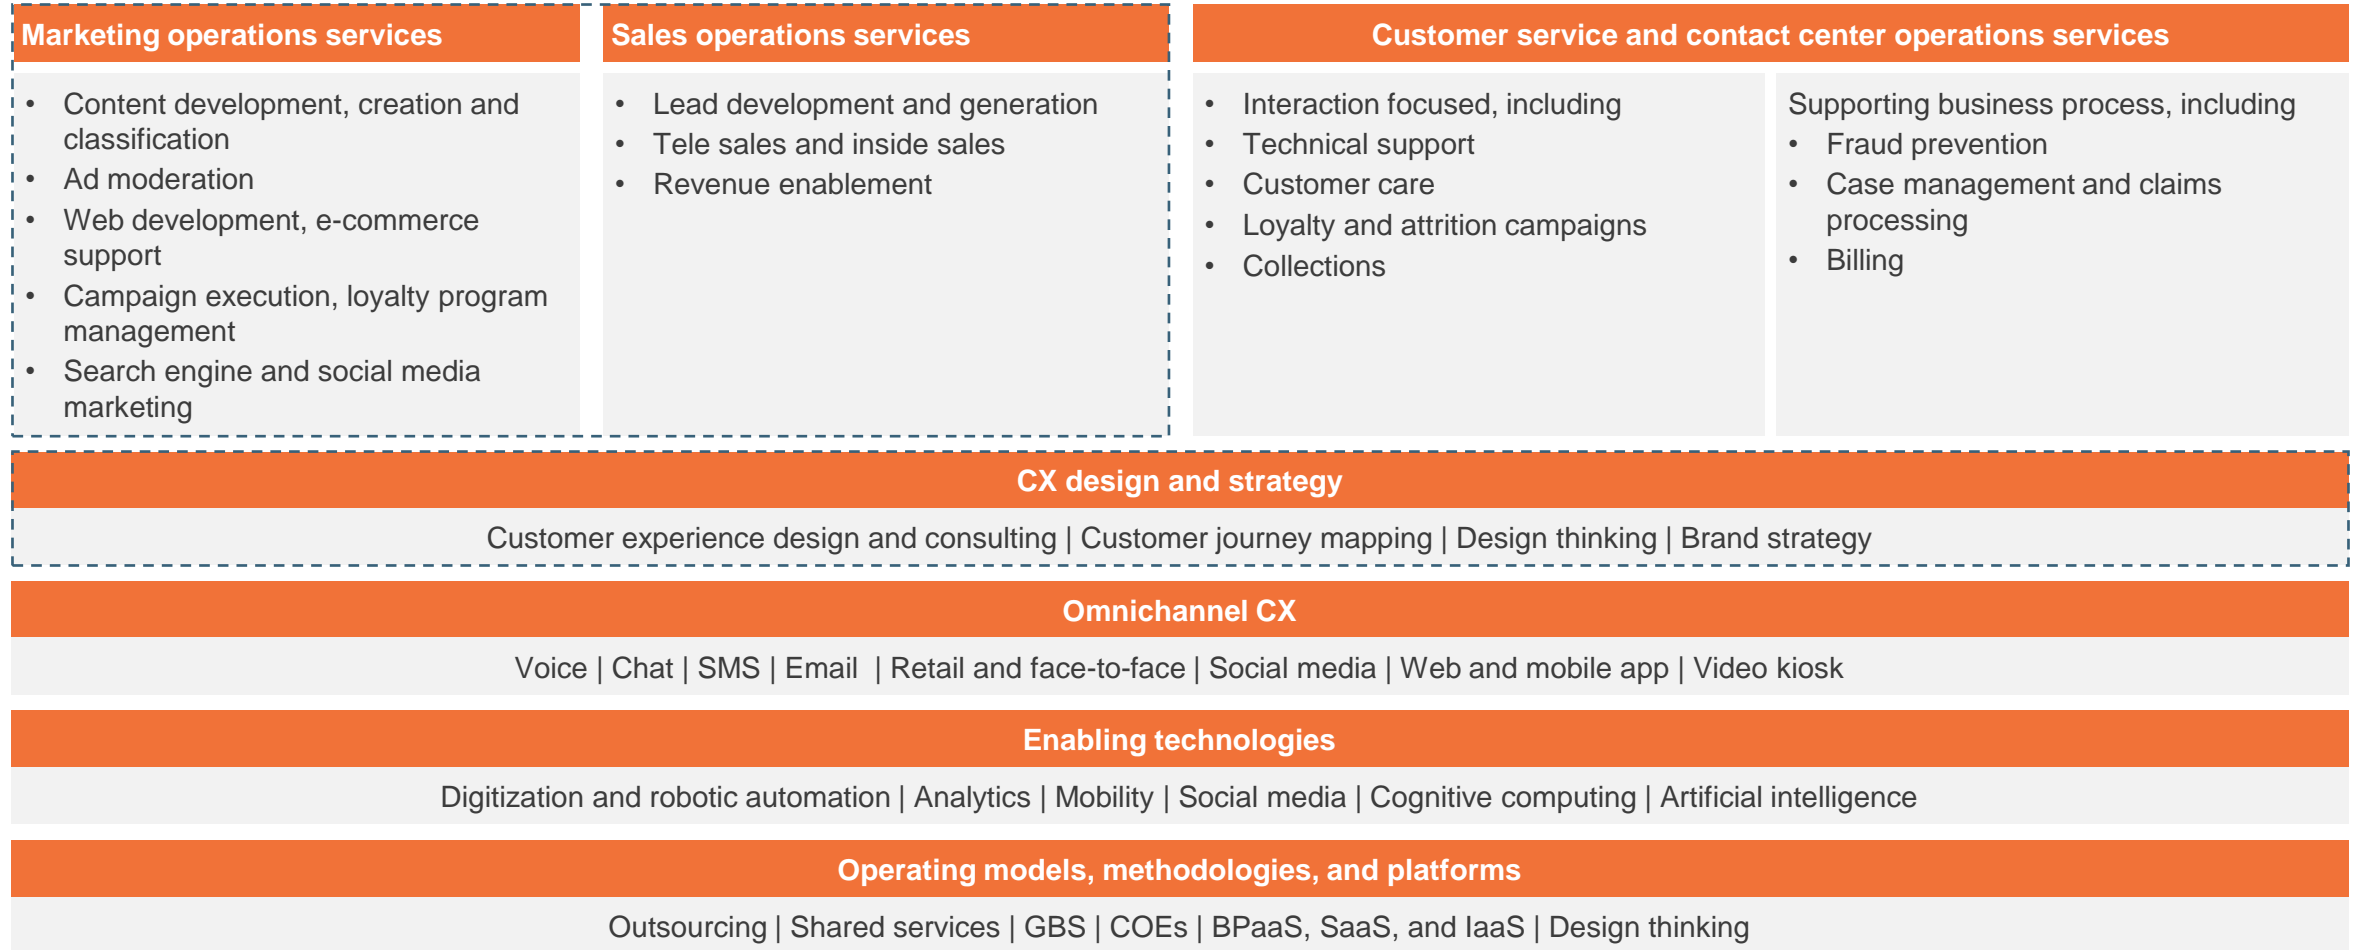 Marketing operations services
• Content development, creation and
classification
• Ad moderation
• Web development, e-commerce
support
• Campaign execution, loyalty program
management
• Search engine and social media
marketing
Sales operations services
• Lead development and generation
• Tele sales and inside sales
• Revenue enablement
Customer service and contact center operations services
• Interaction focused, including
• Technical support
• Customer care
• Loyalty and attrition campaigns
• Collections
Supporting business process, including
• Fraud prevention
• Case management and claims
processing
• Billing
CX design and strategy
Customer experience design and consulting | Customer journey mapping | Design thinking | Brand strategy
Omnichannel CX
Voice | Chat | SMS | Email | Retail and face-to-face | Social media | Web and mobile app | Video kiosk
Enabling technologies
Digitization and robotic automation | Analytics | Mobility | Social media | Cognitive computing | Artificial intelligence
Operating models, methodologies, and platforms
Outsourcing | Shared services | GBS | COEs | BPaaS, SaaS, and IaaS | Design thinking